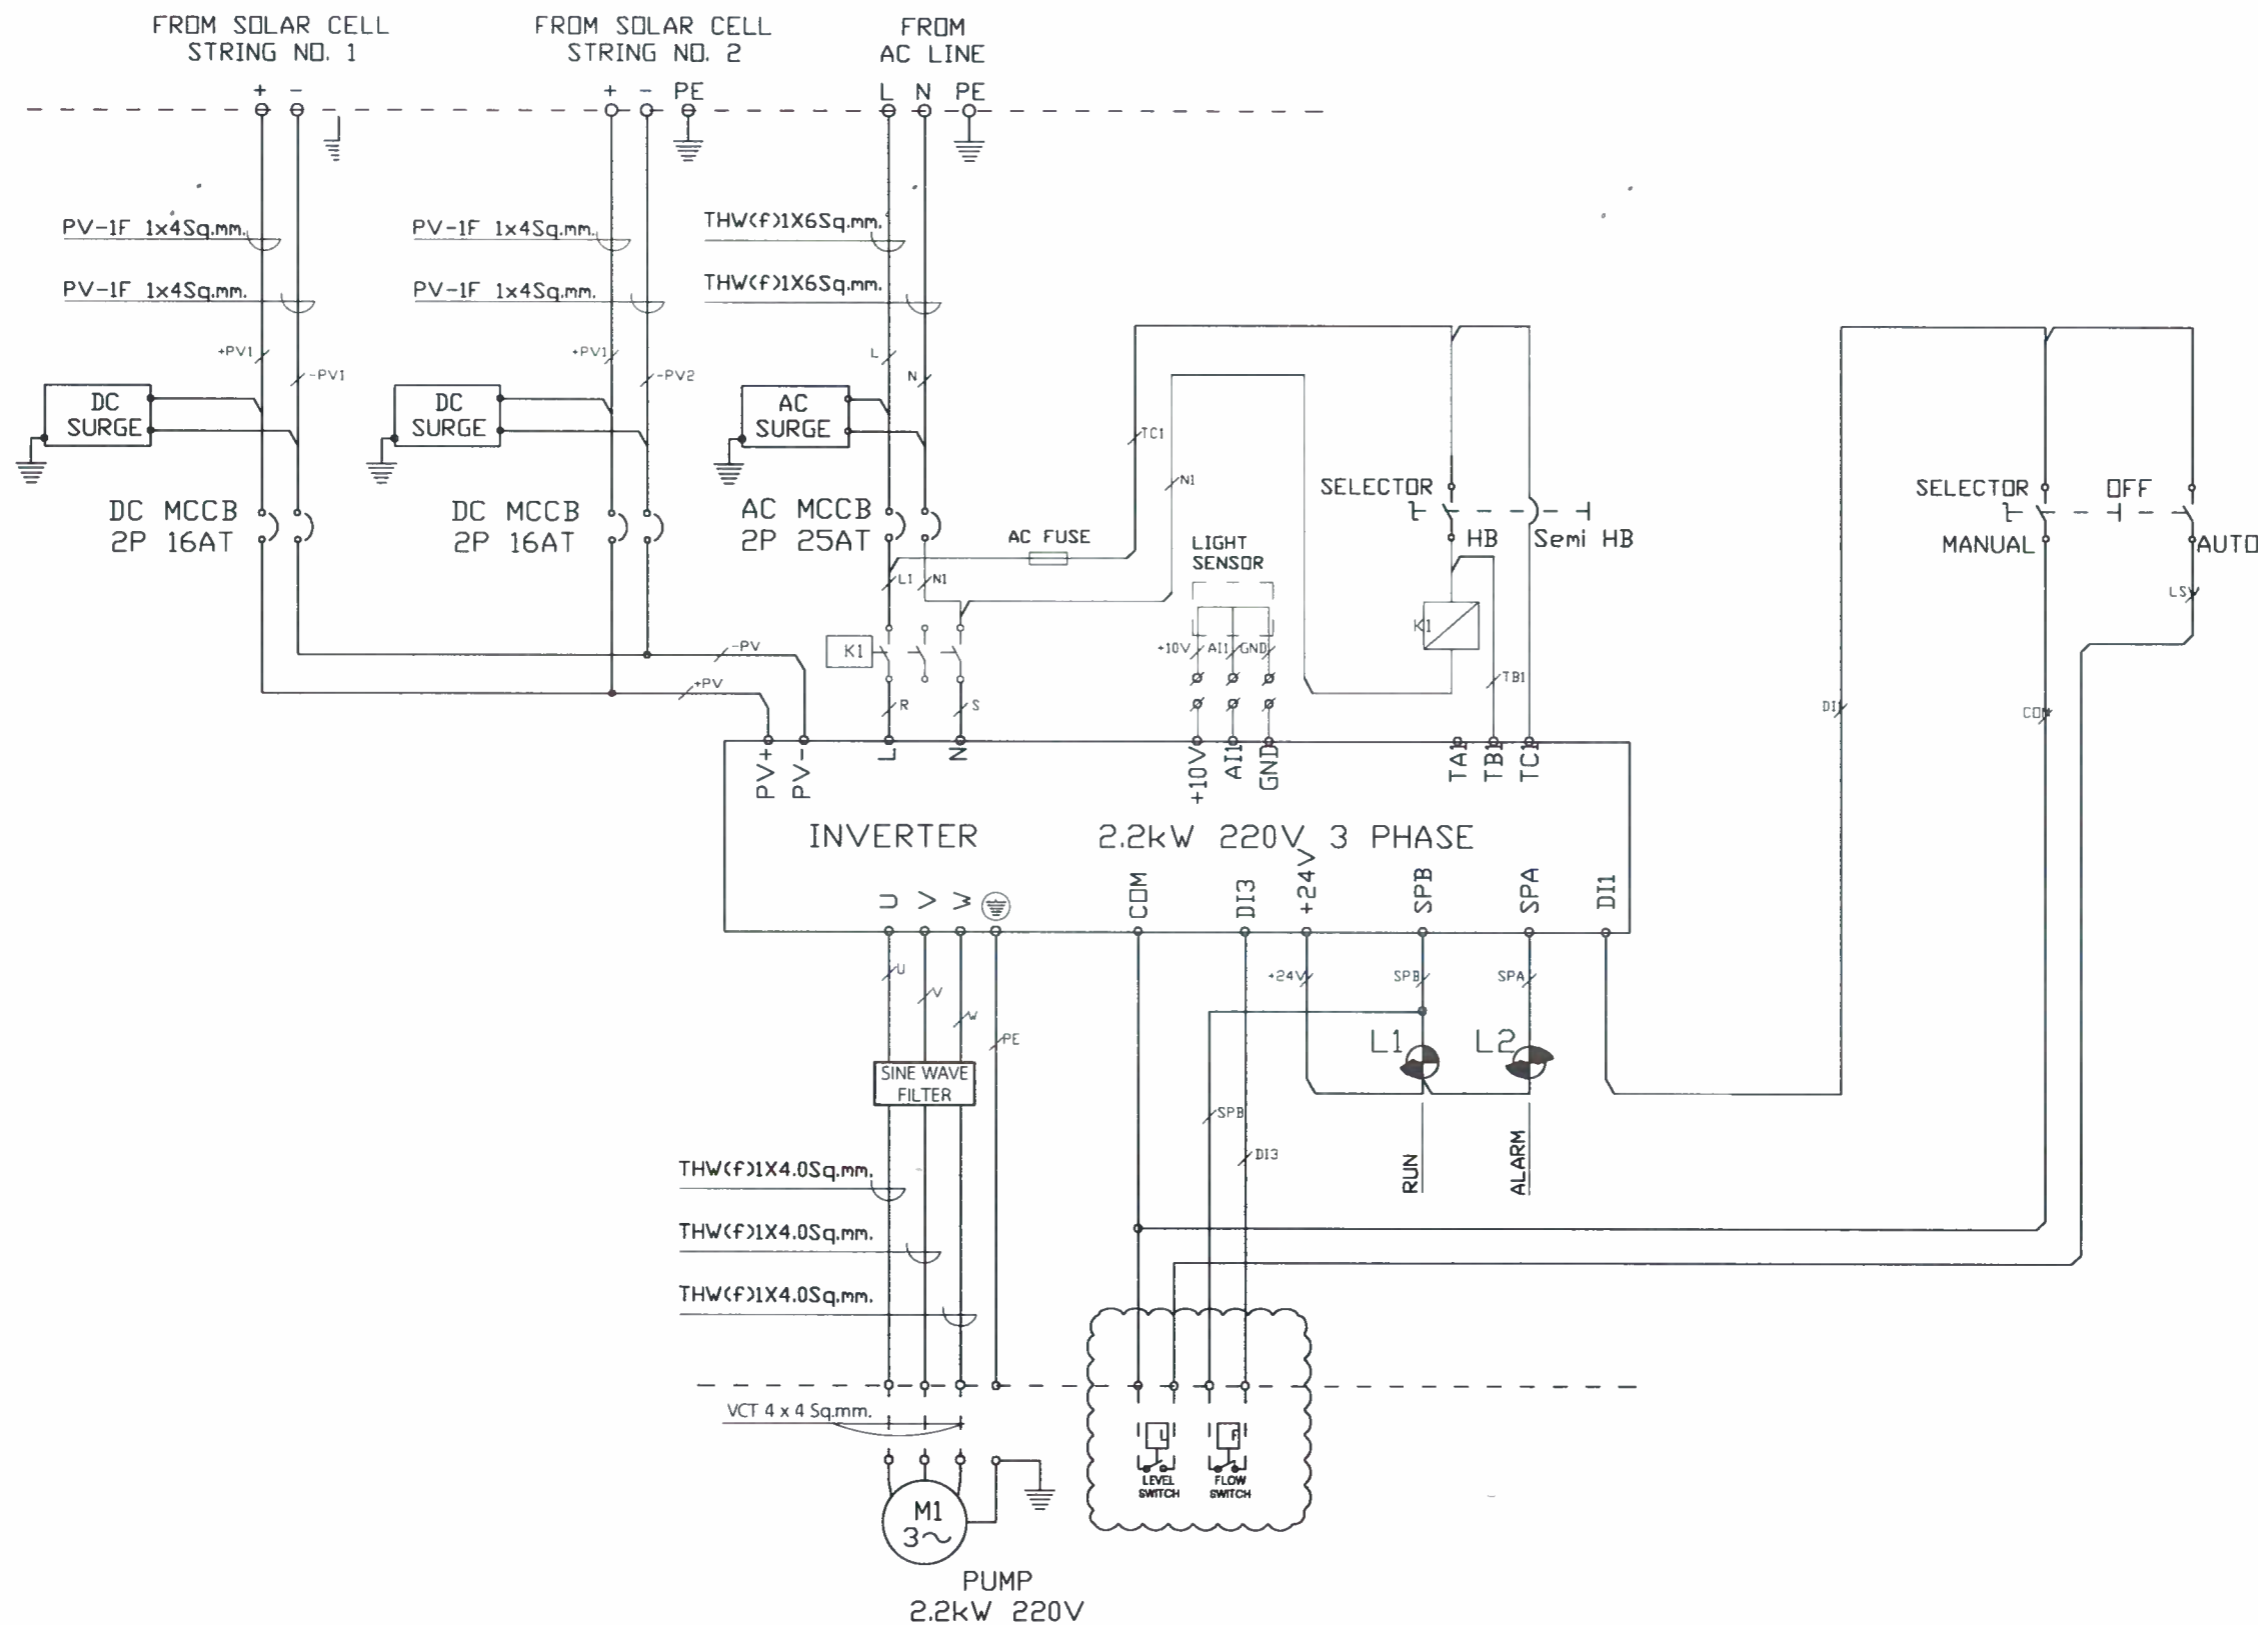 FROM SOLAR CELL
STRING NO. 1
FROM SOLAR CELL
STRING NO. 2
FROM
AC LINE
+
-
+
-
PE
L
N
PE
PV-1F 1x4Sq.mm.
PV-1F 1x4Sq.mm.
THW(f)1X6Sq.mm.
PV-1F 1x4Sq.mm.
PV-1F 1x4Sq.mm.
THW(f)1X6Sq.mm.
+PV1
-PV1
+PV1
-PV2
L
N
DC
SURGE
DC
SURGE
AC
SURGE
TC1
N1
DC MCCB
2P 16AT
DC MCCB
2P 16AT
AC MCCB
2P 25AT
AC FUSE
LIGHT
SENSOR
SELECTOR
HB
Semi HB
SELECTOR
OFF
MANUAL
AUTO
L1
N1
LS
K1
K1
-PV
+PV
+10V
AI1
GND
TB1
R
S
DI1
COM
PV+
PV-
L
N
+10V
AI1
GND
TA1
TB1
TC1
INVERTER
2.2kW 220V 3 PHASE
U
V
W
COM
DI3
+24V
SPB
SPA
DI1
U
V
W
PE
+24V
SPB
SPA
L1
L2
SINE WAVE
FILTER
SPB
DI3
RUN
ALARM
THW(f)1X4.0Sq.mm.
THW(f)1X4.0Sq.mm.
THW(f)1X4.0Sq.mm.
VCT 4 x 4 Sq.mm.
L
F
LEVEL
SWITCH
FLOW
SWITCH
M1
3~
PUMP
2.2kW 220V